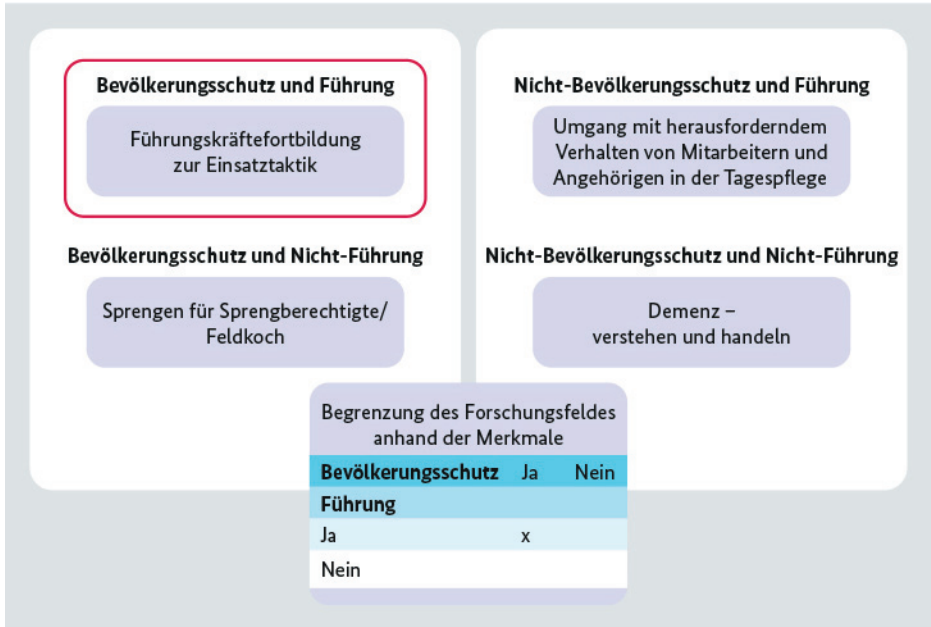 Bevölkerungsschutz und Führung
Führungskräftefortbildung
zur Einsatztaktik
Bevölkerungsschutz und Nicht-Führung
Sprengen für Sprengberechtigte/
Feldkoch
Nicht-Bevölkerungsschutz und Führung
Umgang mit herausforderndem
Verhalten von Mitarbeitern und
Angehörigen in der Tagespflege
Nicht-Bevölkerungsschutz und Nicht-Führung
Demenz –
verstehen und handeln
Begrenzung des Forschungsfeldes
anhand der Merkmale
Bevölkerungsschutz Ja Nein
Führung
Ja x
Nein